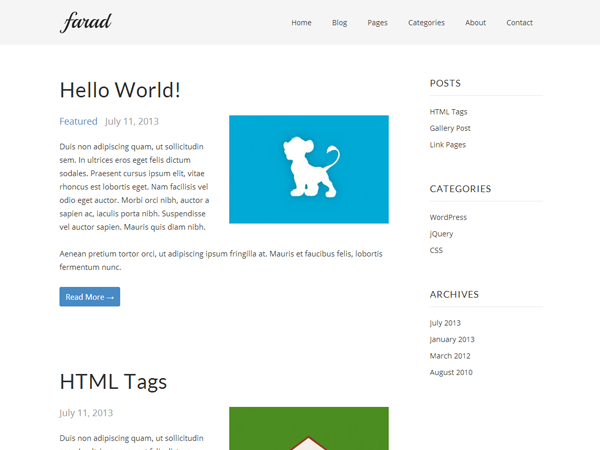 farad
Home Blog Pages Categories About Contact
Hello World!
Featured July 11, 2013
Duis non adipiscing quam, ut sollicitudin
sem. In ultrices eros eget felis dictum
sodales. Praesent cursus ipsum elit, vitae
rhoncus est lobortis eget. Nam facilisis vel
odio eget auctor. Morbi orci nibh, auctor a
sapien ac, iaculis porta nibh. Suspendisse
vel auctor sapien. Mauris quis diam nibh.
Aenean pretium tortor orci, ut adipiscing ipsum fringilla at. Mauris et faucibus felis, lobortis
fermentum nunc.
Read More →
HTML Tags
July 11, 2013
Duis non adipiscing quam, ut sollicitudin
POSTS
HTML Tags
Gallery Post
Link Pages
CATEGORIES
WordPress
jQuery
CSS
ARCHIVES
July 2013
January 2013
March 2012
August 2010